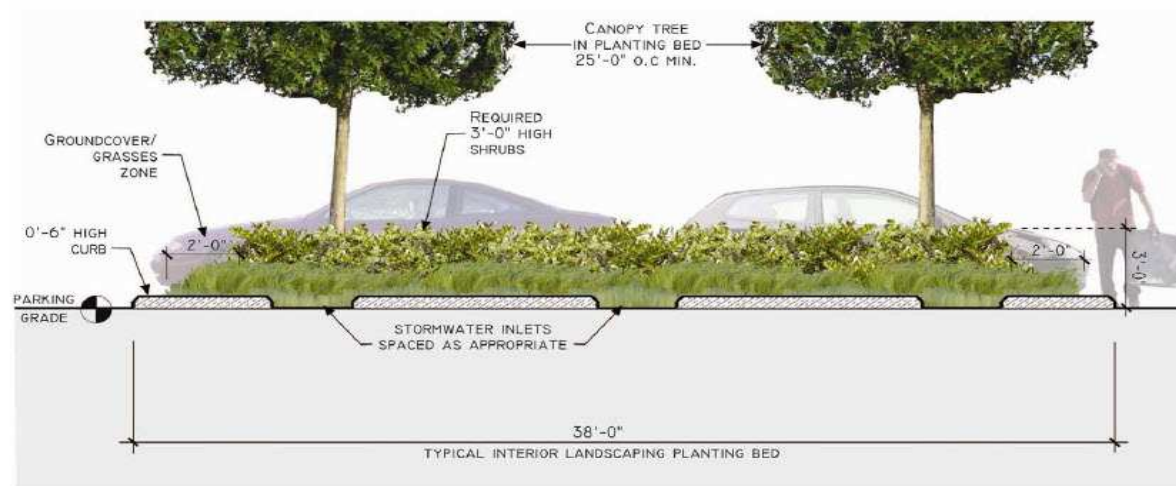 CANOPY TREE
IN PLANTING BED
25'-0" O.C MIN.
REQUIRED
3'-0" HIGH
SHRUBS
GROUNDCOVER/
GRASSES
ZONE
0'-6" HIGH
CURB
2'-0"
2'-0"
3'-0"
PARKING
GRADE
STORMWATER INLETS
SPACED AS APPROPRIATE
38'-0"
TYPICAL INTERIOR LANDSCAPING PLANTING BED